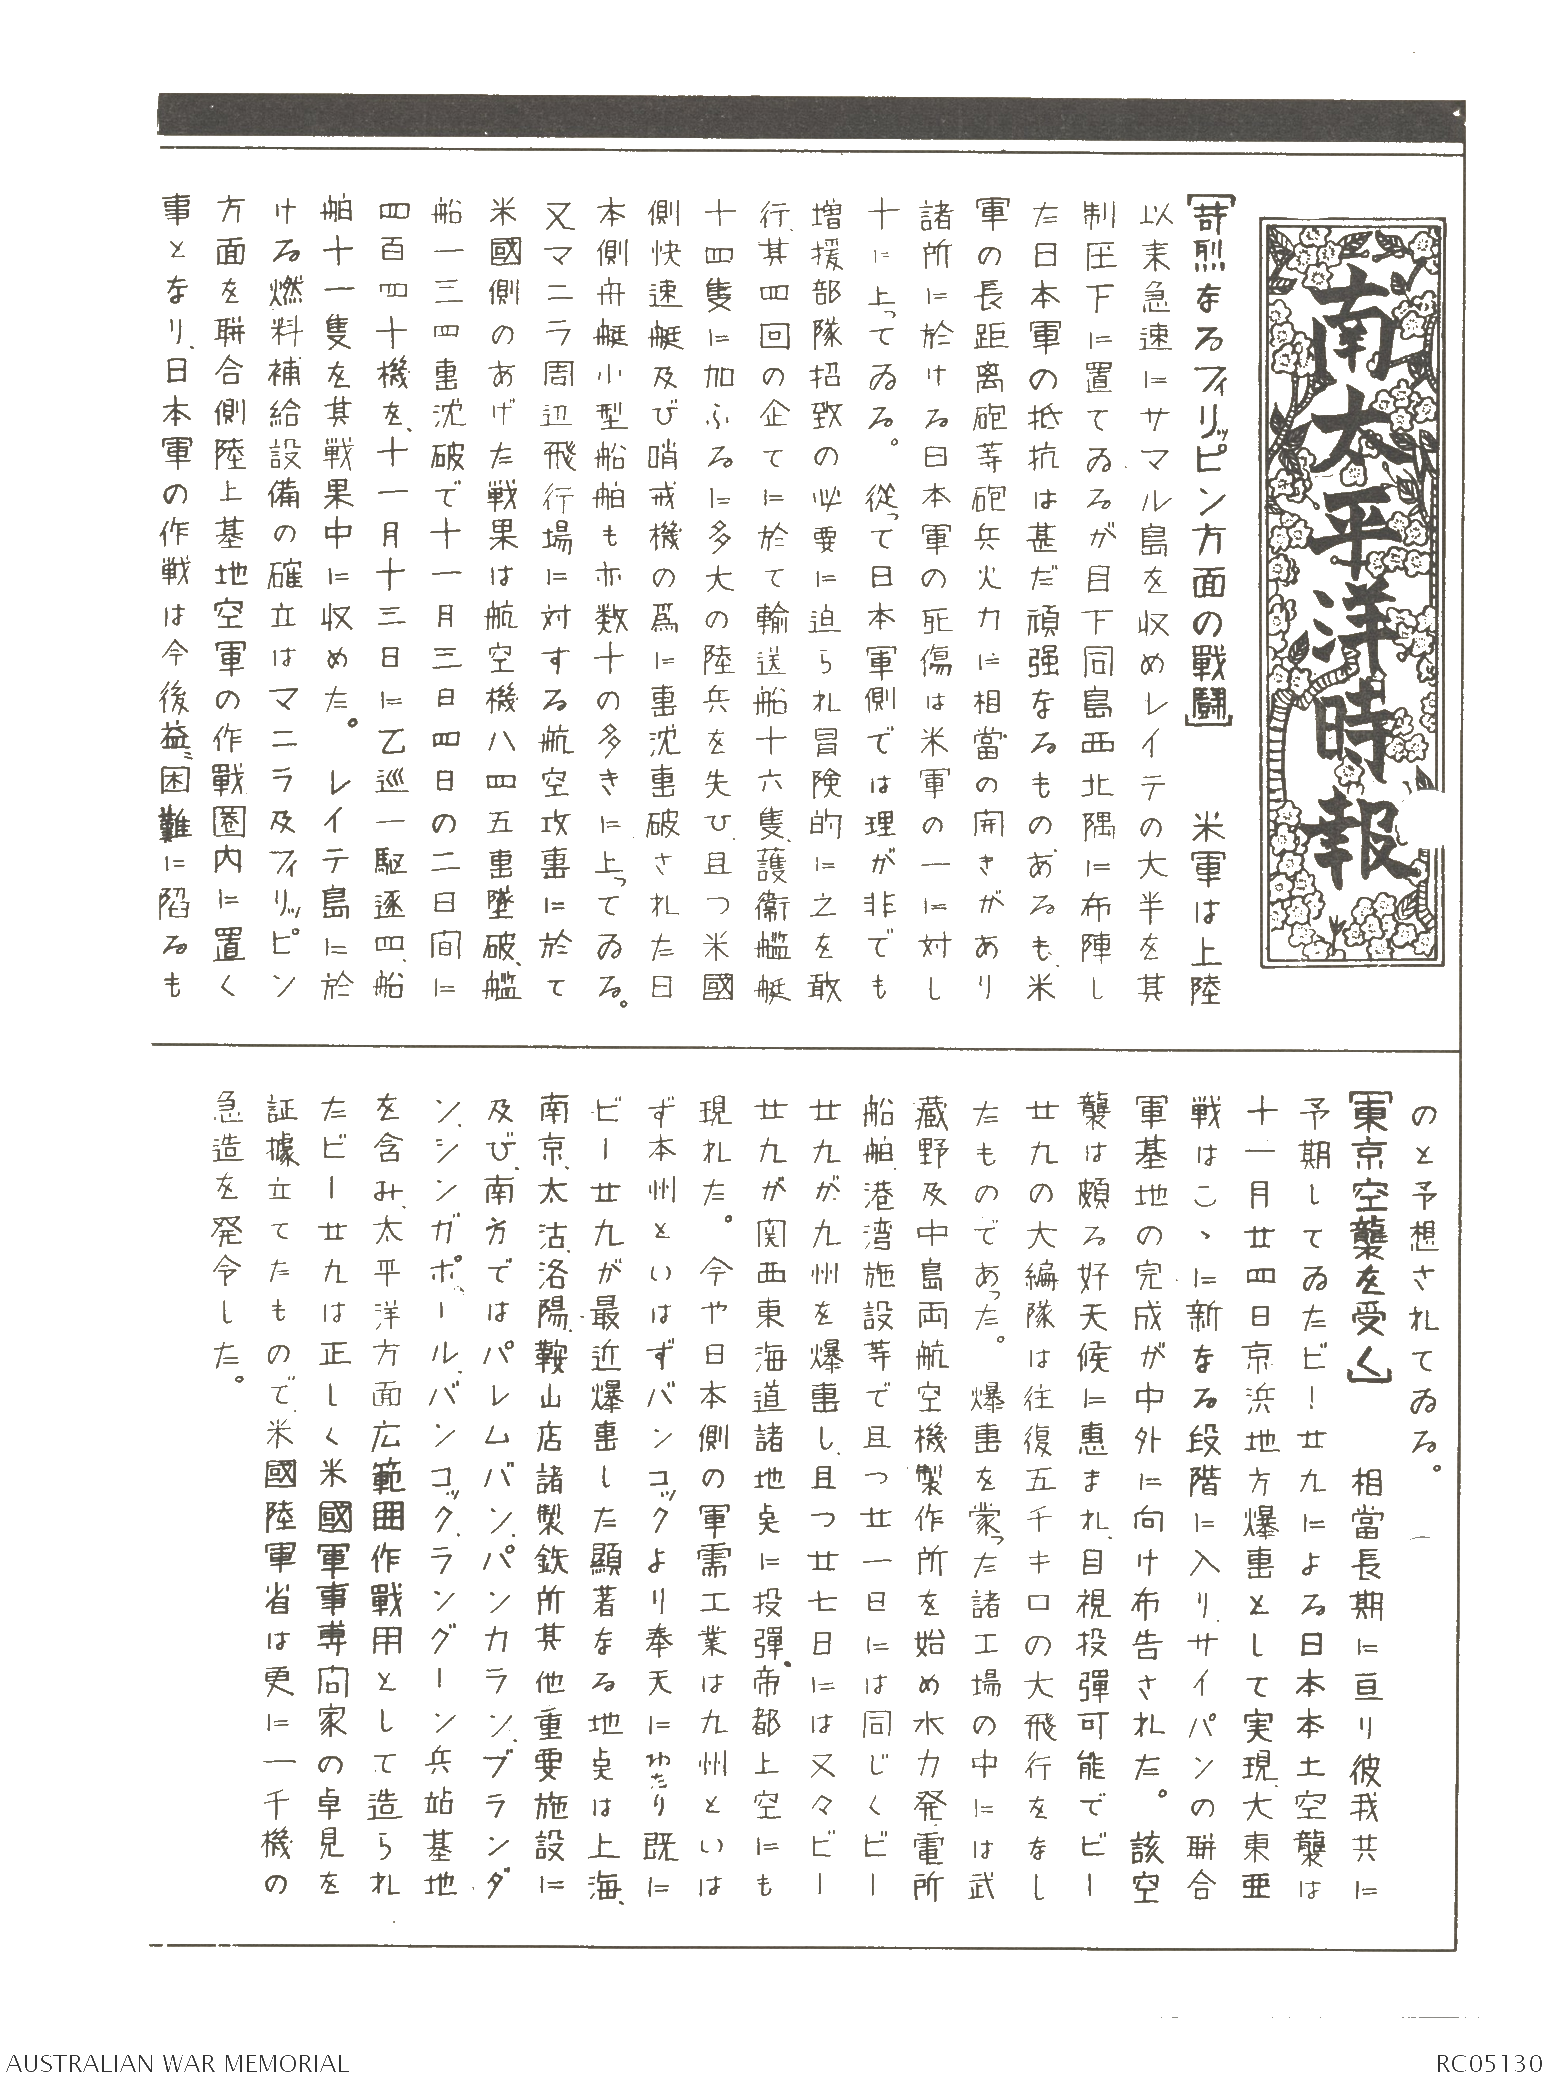 南太平洋時報
【苛烈なるフィリッピン方面の戦闘】　米軍は上陸
以来急速にサマル島を収めレイテの大半を其
制圧下に置てゐるが目下同島西北隅に布陣し
た日本軍の抵抗は甚だ頑强なるものあるも、米
軍の長距离砲等砲兵火力に相當の開きがあり
諸所に於ける日本軍の死傷は米軍の一に対し
十に上ってゐる。従って日本軍側では理が非でも
増援部隊招致の必要に迫られ冒険的に之を敢
行、其四回の企てに於て輸送船十六隻、護衛艦艇
十四隻に加ふるに多大の陸兵を失ひ、且つ米國
側快速艇及び哨戒機の爲に撃沈撃破された日
本側舟艇小型船舶も亦数十の多きに上ってゐる。
又マニラ周辺飛行場に対する航空攻撃に於て
米國側のあげた戦果は航空機八四五撃墜破、艦
船一三四撃沈破で十一月三日四日の二日間に
四百四十機を、十一月十三日に乙巡一駆逐四、船
舶十一隻を其戦果中に収めた。　レイテ島に於
ける燃料補給設備の確立はマニラ及フィリッピン
方面を聯合側陸上基地空軍の作戰圏内に置く
事となり、日本軍の作戦は今後益〻困難に陷るも
のと予想されてゐる。
【東京空襲を受く】　相當長期に亘り彼我共に
予期してゐたビー廿九による日本本土空襲は
十一月廿四日京浜地方爆撃として実現、大東亜
戦はこゝに新なる段階に入り、サイパンの聯合
軍基地の完成が中外に向け布告された。該空
襲は頗る好天候に惠まれ、目視投彈可能でビー
廿九の大編隊は往復五千キロの大飛行をなし
たものであった。　爆撃を蒙った諸工場の中には武
蔵野及中島両航空機製作所を始め水力発電所
船舶、港湾施設等で且つ廿一日には同じくビー
廿九が九州を爆撃し、且つ廿七日には又々ビー
廿九が関西東海道諸地奌に投彈、帝都上空にも
現れた。　今や日本側の軍需工業は九州といは
ず本州といはずバンコックより奉天にわたり既に
ビー廿九が最近爆撃した顯著なる地奌は上海、
南京、太沽、洛陽、鞍山店諸製鉄所其他重要施設に
及び、南方ではパレムバン、パンカラン、ブランダ
ン、シンガポール、バンコック、ラングーン兵站基地
を含み、太平洋方面広範囲作戰用として造られ
たビー廿九は正しく米國軍事専问家の卓見を
証據立てたもので、米國陸軍省は更に一千機の
急造を発令した。
AUSTRALIAN WAR MEMORIAL
RC05130